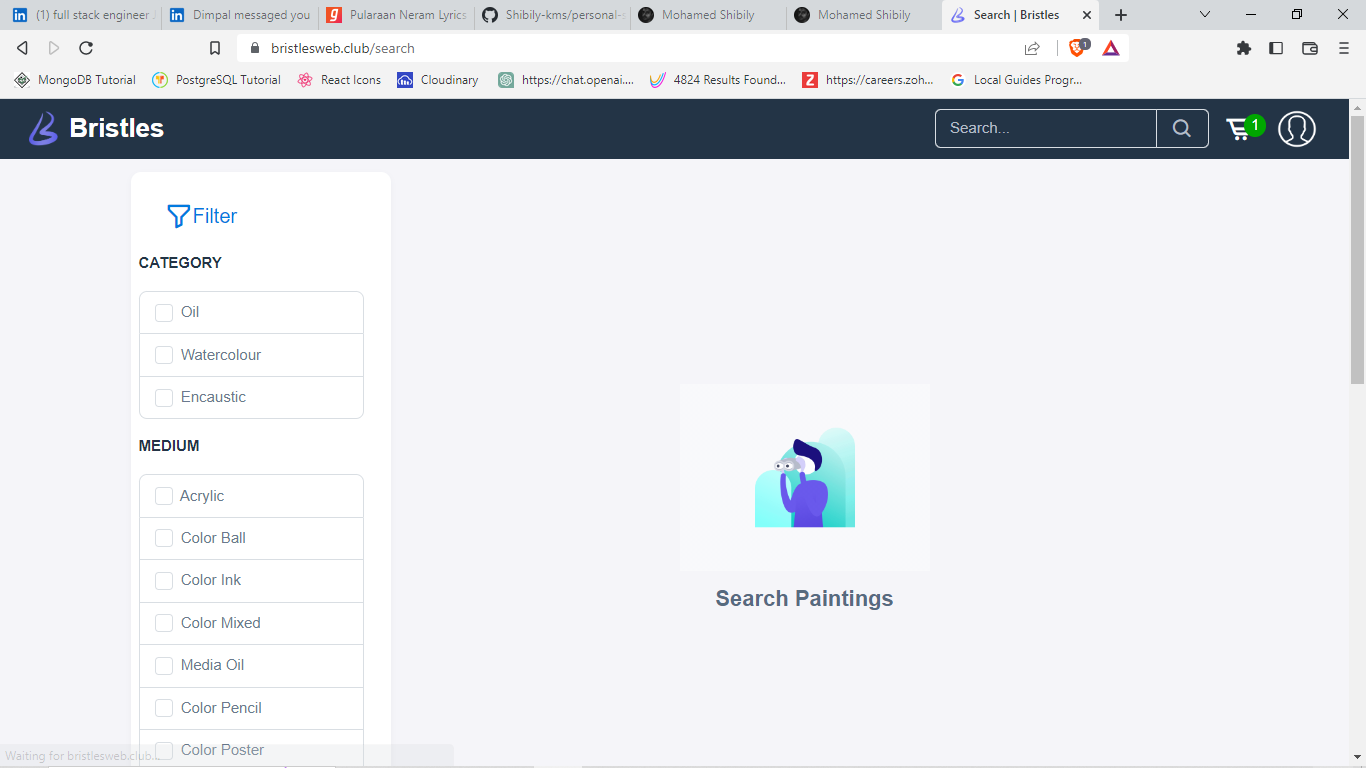 (1) full stack engineer
Dimpal messaged you
Pularaan Neram Lyrics
Shibily-kms/personal-s
Mohamed Shibily
Mohamed Shibily
Search | Bristles
bristlesweb.club/search
1
MongoDB Tutorial
PostgreSQL Tutorial
React Icons
Cloudinary
https://chat.openai....
4824 Results Found...
https://careers.zoh...
Local Guides Progr...
Bristles
Search...
1
Filter
CATEGORY
Oil
Watercolour
Encaustic
MEDIUM
Acrylic
Color Ball
Color Ink
Color Mixed
Media Oil
Color Pencil
Color Poster
Search Paintings
Waiting for bristlesweb.club...